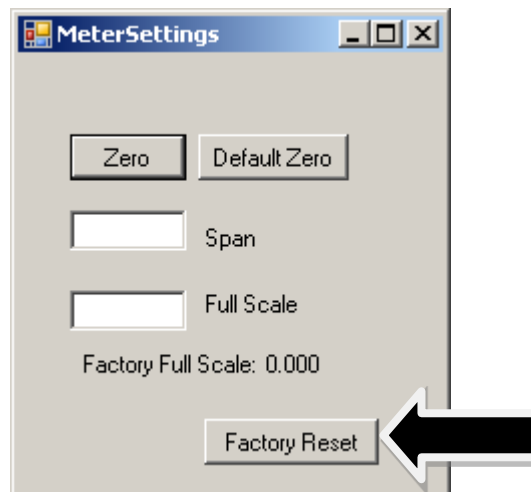 MeterSettings
Zero Default Zero
Span
Full Scale
Factory Full Scale: 0.000
Factory Reset